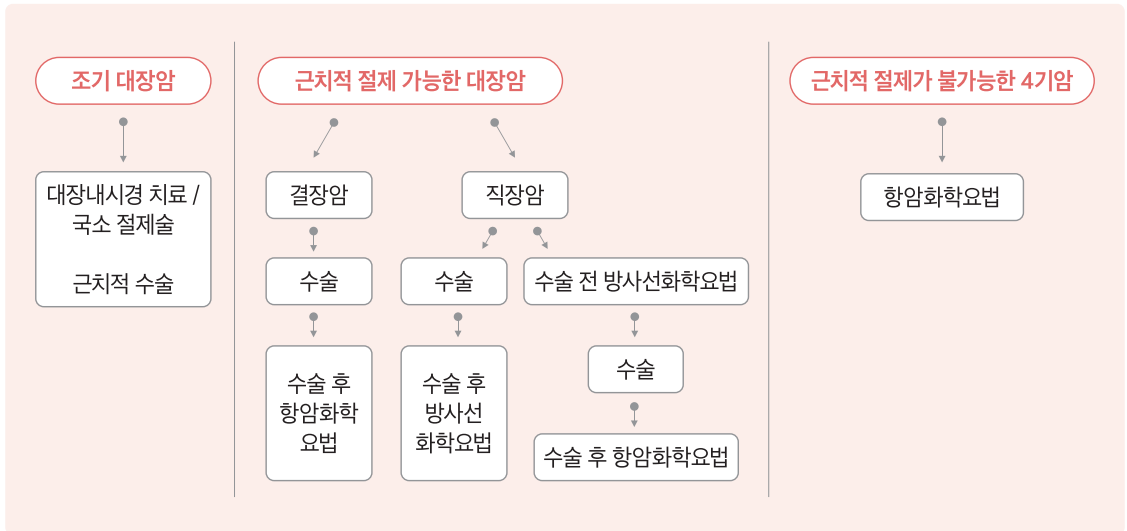 조기 대장암
대장내시경 치료 /
국소 절제술
근치적 수술
근치적 절제 가능한 대장암
결장암
수술
수술 후
항암화학
요법
직장암
수술
수술 후
방사선
화학요법
수술 전 방사선화학요법
수술
수술 후 항암화학요법
근치적 절제가 불가능한 4기암
항암화학요법